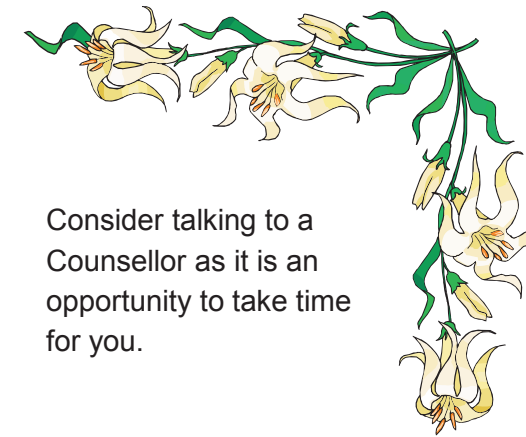 Consider talking to a
Counsellor as it is an
opportunity to take time
for you.